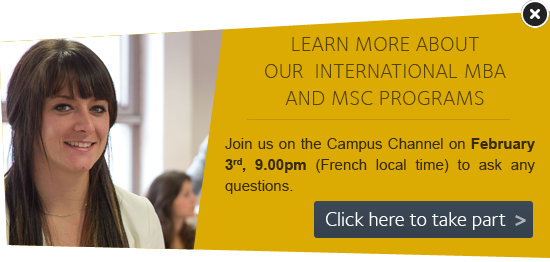 LEARN MORE ABOUT
OUR INTERNATIONAL MBA
AND MSC PROGRAMS
Join us on the Campus Channel on February
3rd, 9.00pm (French local time) to ask any
questions.
Click here to take part >